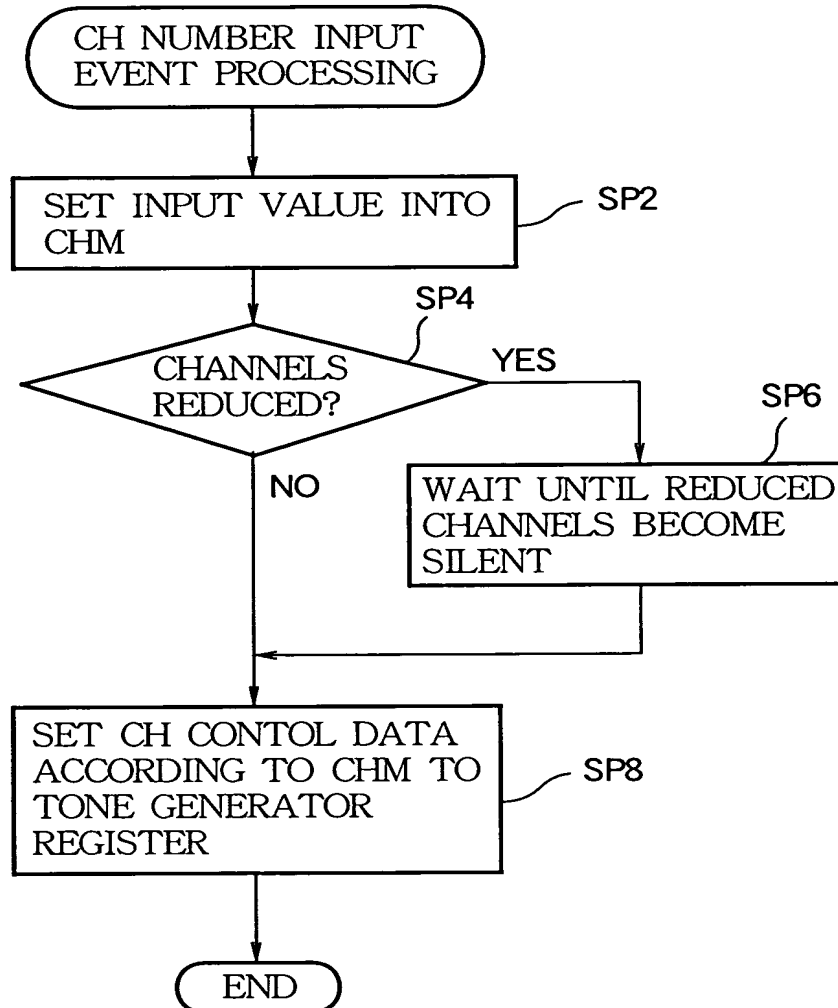 CH NUMBER INPUT
EVENT PROCESSING
SET INPUT VALUE INTO
CHM
SP2
SP4
CHANNELS
REDUCED?
YES
SP6
NO
WAIT UNTIL REDUCED
CHANNELS BECOME
SILENT
SET CH CONTOL DATA
ACCORDING TO CHM TO
TONE GENERATOR
REGISTER
SP8
END